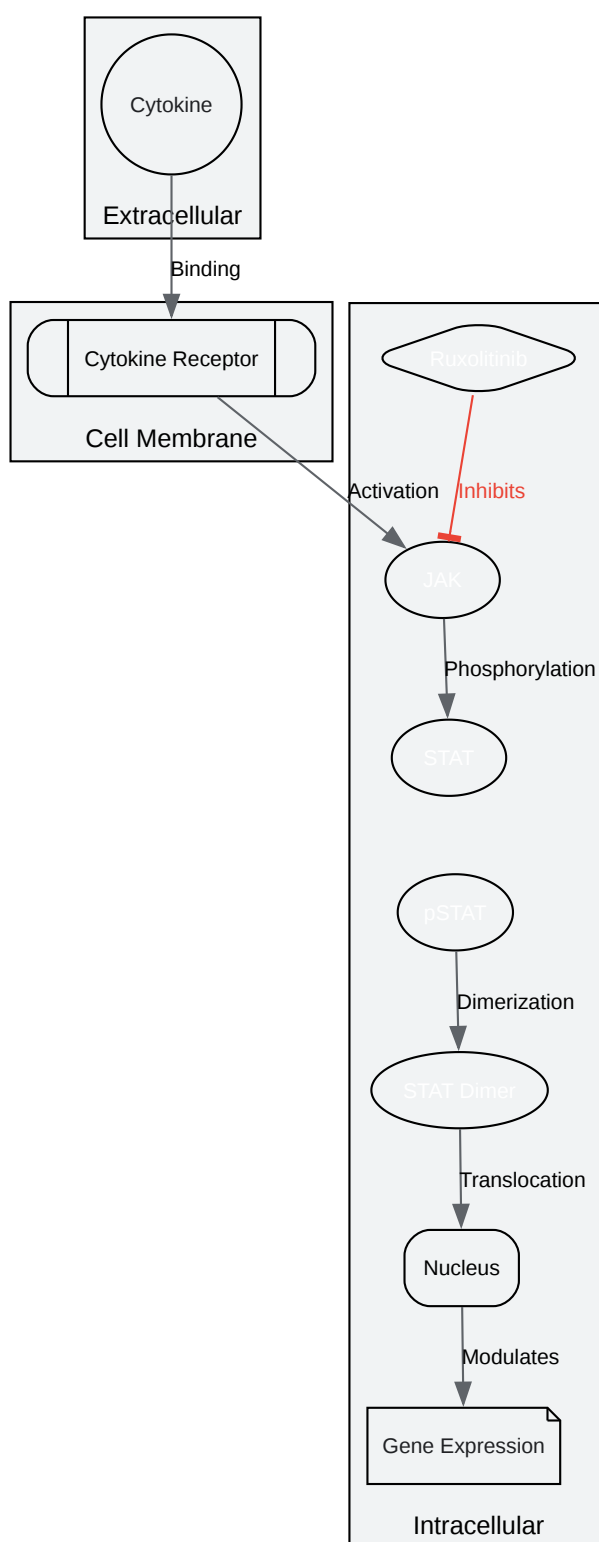 Cytokine
Extracellular
Binding
Cytokine Receptor
Cell Membrane
Ruxolitinib
Activation
Inhibits
JAK
Phosphorylation
STAT
pSTAT
Dimerization
STAT Dimer
Translocation
Nucleus
Modulates
Gene Expression
Intracellular